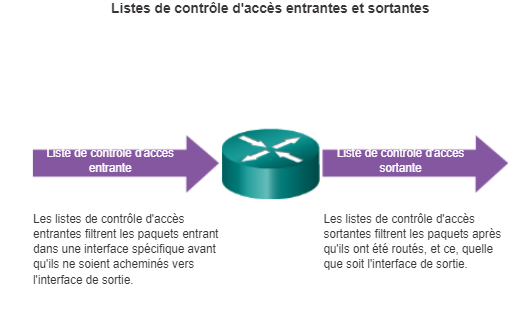 Listes de contrôle d'accès entrantes et sortantes
Liste de contrôle d'accès
entrante
Liste de contrôle d'accès
sortante
Les listes de contrôle d'accès
entrantes filtrent les paquets entrant
dans une interface spécifique avant
qu'ils ne soient acheminés vers
l'interface de sortie.
Les listes de contrôle d'accès
sortantes filtrent les paquets après
qu'ils ont été routés, et ce, quelle
que soit l'interface de sortie.